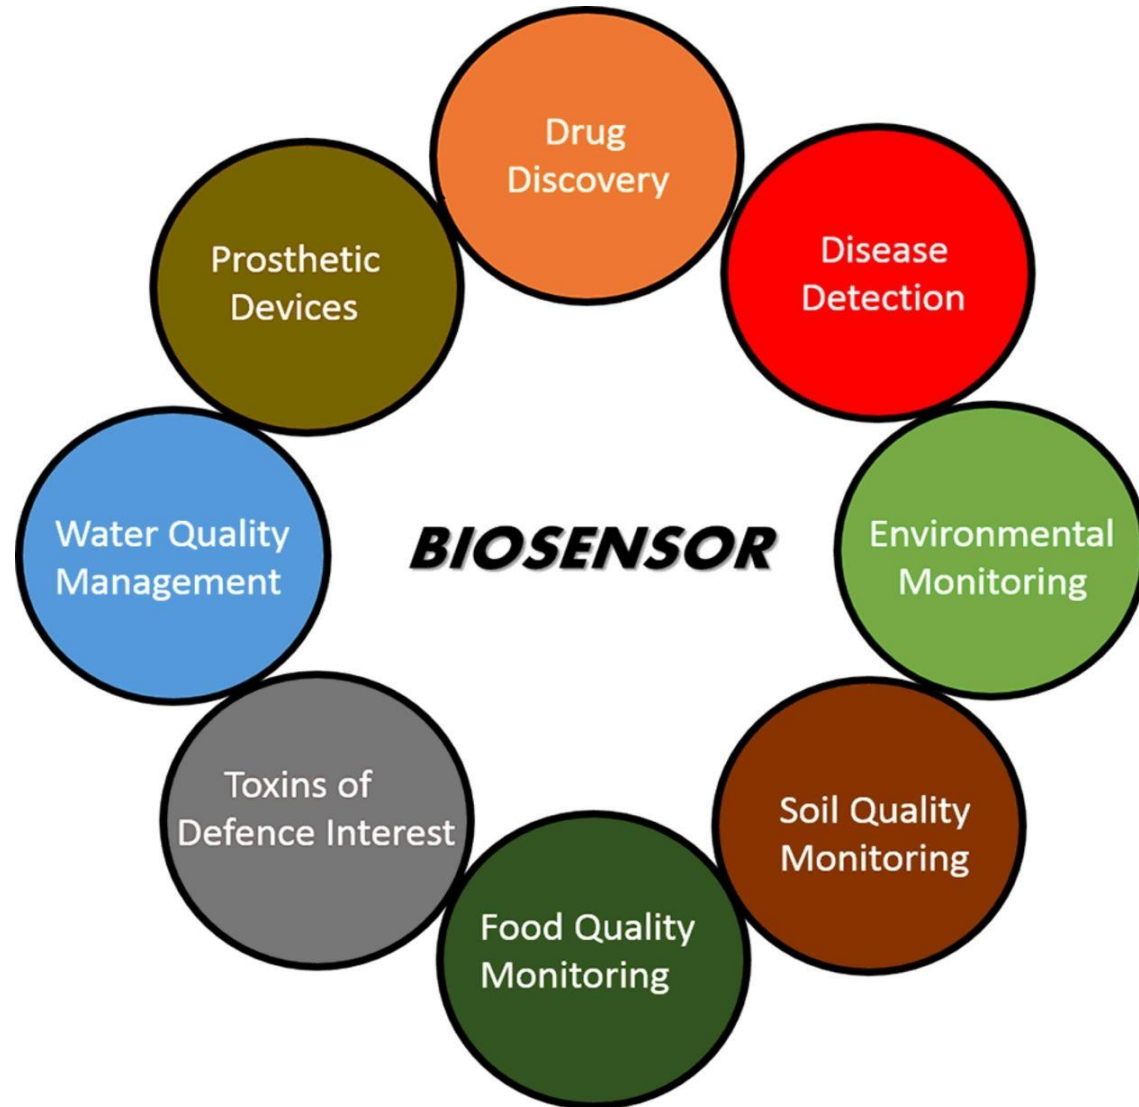 Drug
Discovery
Disease
Detection
Environmental
Monitoring
Soil Quality
Monitoring
Food Quality
Monitoring
Toxins of
Defence Interest
Water Quality
Management
Prosthetic
Devices
BIOSENSOR